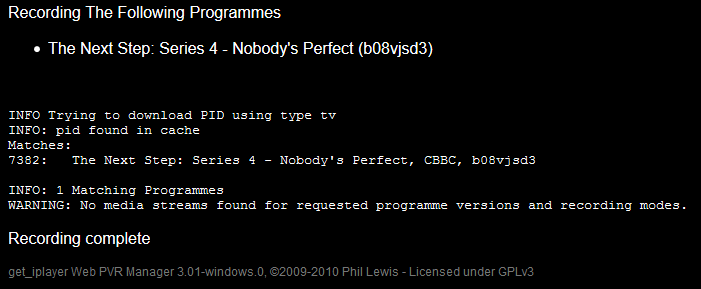 Recording The Following Programmes
• The Next Step: Series 4 - Nobody's Perfect (b08vjsd3)
INFO Trying to download PID using type tv
INFO: pid found in cache
Matches:
7382:   The Next Step: Series 4 - Nobody's Perfect, CBBC, b08vjsd3
INFO: 1 Matching Programmes
WARNING: No media streams found for requested programme versions and recording modes.
Recording complete
get_iplayer Web PVR Manager 3.01-windows.0, ©2009-2010 Phil Lewis - Licensed under GPLv3